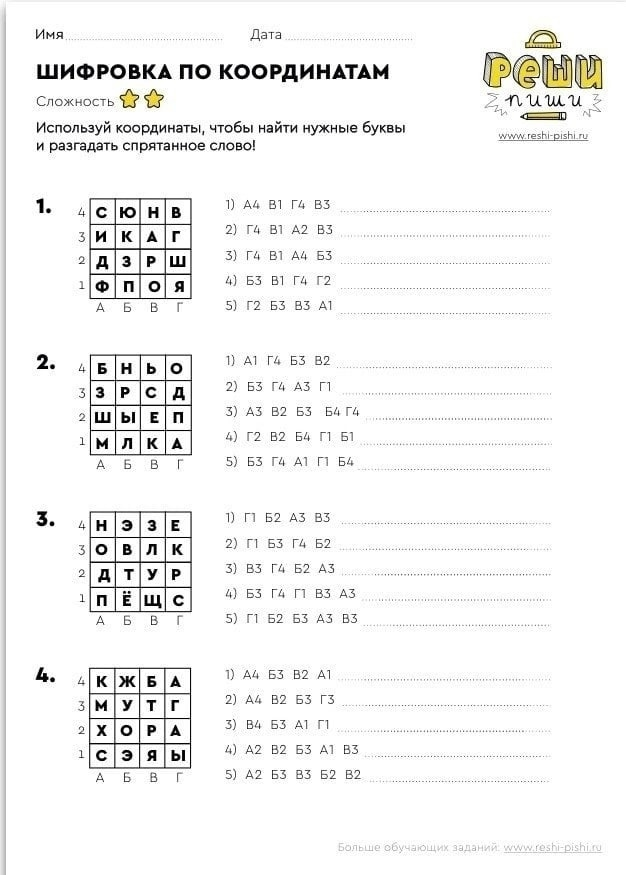 Имя Дата
ШИФРОВКА ПО КООРДИНАТАМ
Сложность
Используй координаты, чтобы найти нужные буквы
и разгадать спрятанное слово!
Реши
пиши
www.reshi-pishi.ru
1.
4 С Ю Н В
3 И К А Г
2 Д З Р Ш
1 Ф П О Я
А Б В Г
1) А4 В1 Г4 В3
2) Г4 В1 А2 В3
3) Г4 В1 А4 Б3
4) Б3 В1 Г4 Г2
5) Г2 Б3 В3 А1
2.
4 Б Н Ь О
3 З Р С Д
2 Ш Ы Е П
1 М Л К А
А Б В Г
1) А1 Г4 Б3 В2
2) Б3 Г4 А3 Г1
3) А3 В2 Б3 Б4 Г4
4) Г2 В2 Б4 Г1 Б1
5) Б3 Г4 А1 Г1 Б4
3.
4 Н Э З Е
3 О В Л К
2 Д Т У Р
1 П Ё Щ С
А Б В Г
1) Г1 Б2 А3 В3
2) Г1 Б3 Г4 Б2
3) В3 Г4 Б2 А3
4) Б3 Г4 Г1 В3 А3
5) Г1 Б2 Б3 А3 В3
4.
4 К Ж Б А
3 М У Т Г
2 Х О Р А
1 С Э Я Ы
А Б В Г
1) А4 Б3 В2 А1
2) А4 В2 Б3 Г3
3) В4 Б3 А1 Г1
4) А2 В2 Б3 А1 В3
5) А2 Б3 В3 Б2 В2
Больше обучающих заданий: www.reshi-pishi.ru